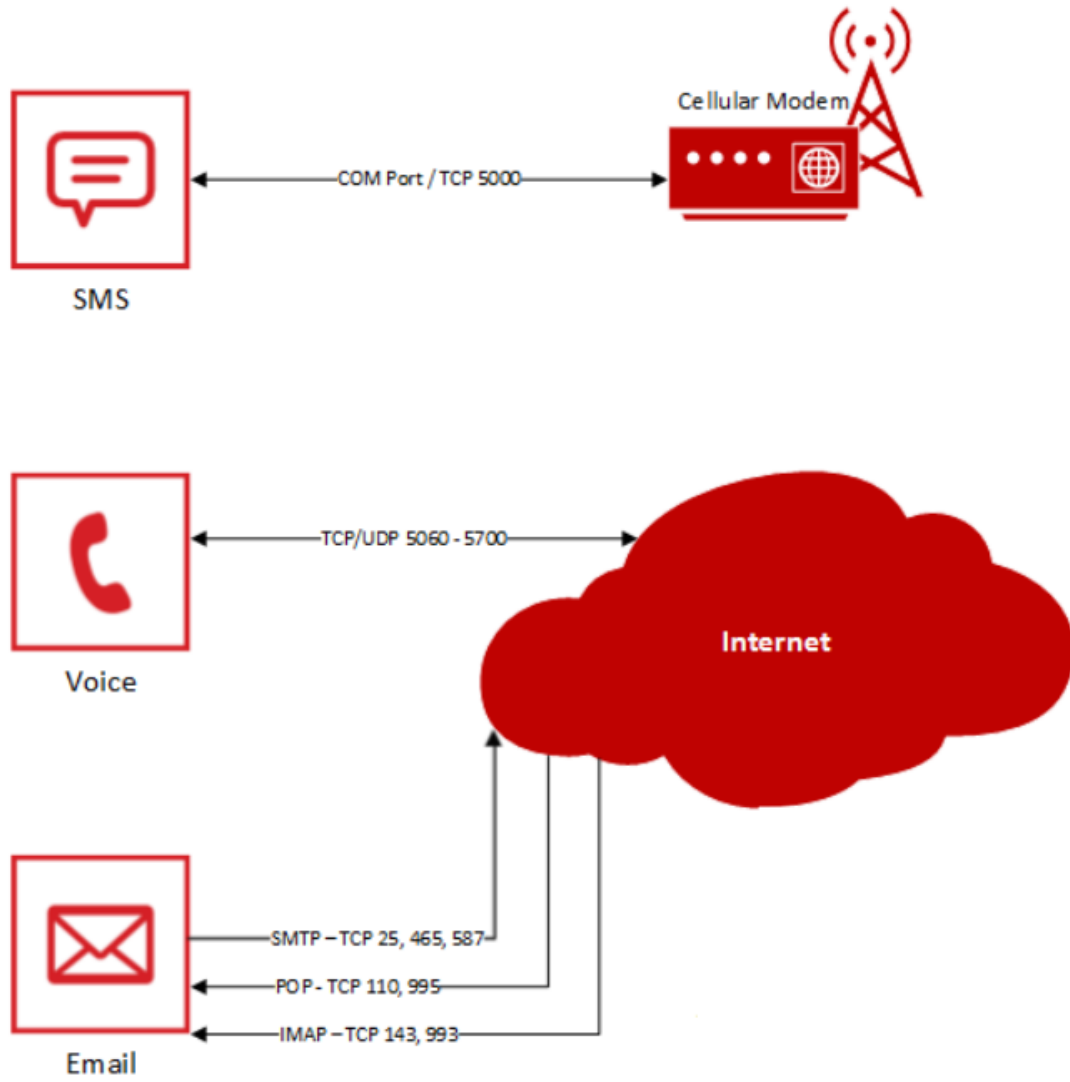 Cellular Modem
COM Port / TCP 5000
SMS
TCP/UDP 5060 - 5700
Internet
Voice
SMTP – TCP 25, 465, 587
POP - TCP 110, 995
IMAP – TCP 143, 993
Email